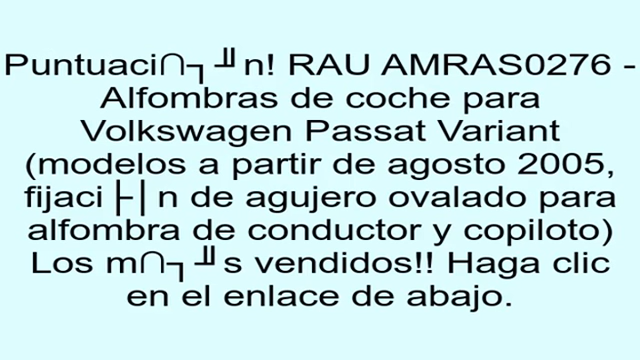 Puntuaci∩┐╜n! RAU AMRAS0276 -
Alfombras de coche para
Volkswagen Passat Variant
(modelos a partir de agosto 2005,
fijaci├│n de agujero ovalado para
alfombra de conductor y copiloto)
Los m∩┐╜s vendidos!! Haga clic
en el enlace de abajo.